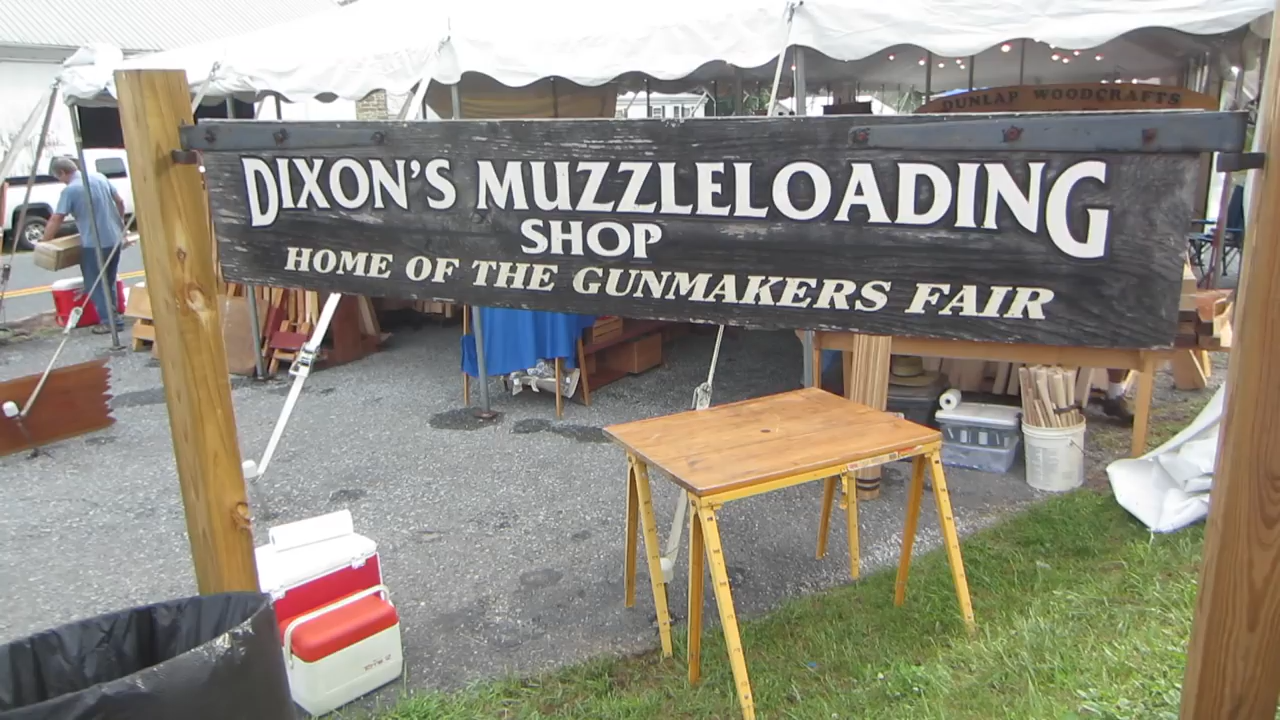 DUNLAP WOODCRAFTS
DIXON'S MUZZLELOADING
SHOP
HOME OF THE GUNMAKERS FAIR